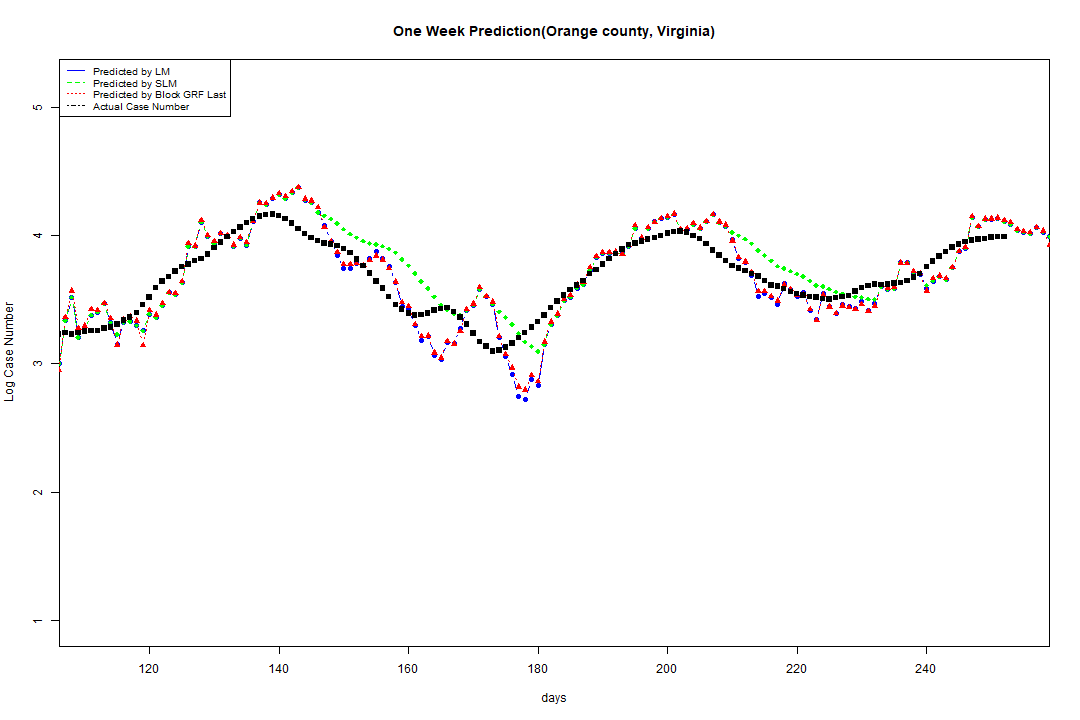 One Week Prediction(Orange county, Virginia)
Predicted by LM
Predicted by SLM
Predicted by Block GRF Last
Actual Case Number
5
4
3
2
1
Log Case Number
120 140 160 180 200 220 240
days